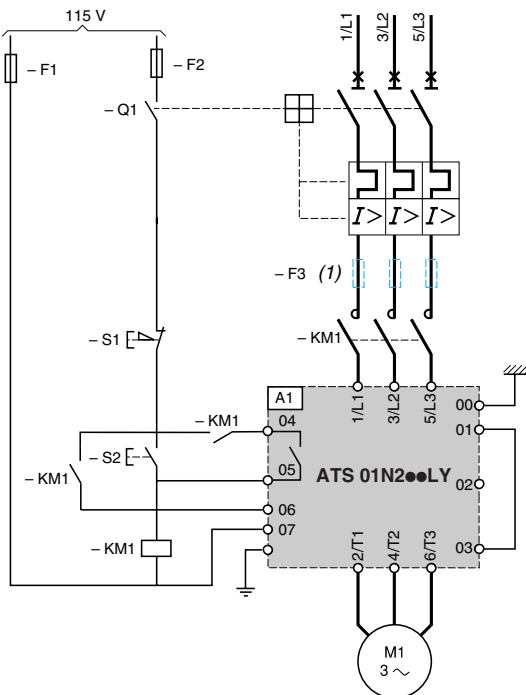 115 V
– F1
– F2
– Q1
1/L1
3/L2
5/L3
I>
I>
I>
– F3 (1)
– S1
– KM1
A1
1/L1
3/L2
5/L3
00
– KM1
04
01
– S2
– KM1
05
ATS 01N2●●LY
02
06
07
– KM1
03
2/T1
4/T2
6/T3
M1
3 ~